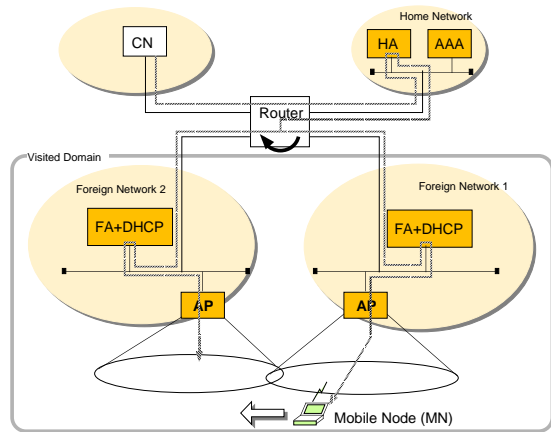 Home Network
CN
HA
AAA
Router
Visited Domain
Foreign Network 2
Foreign Network 1
FA+DHCP
FA+DHCP
AP
AP
Mobile Node (MN)